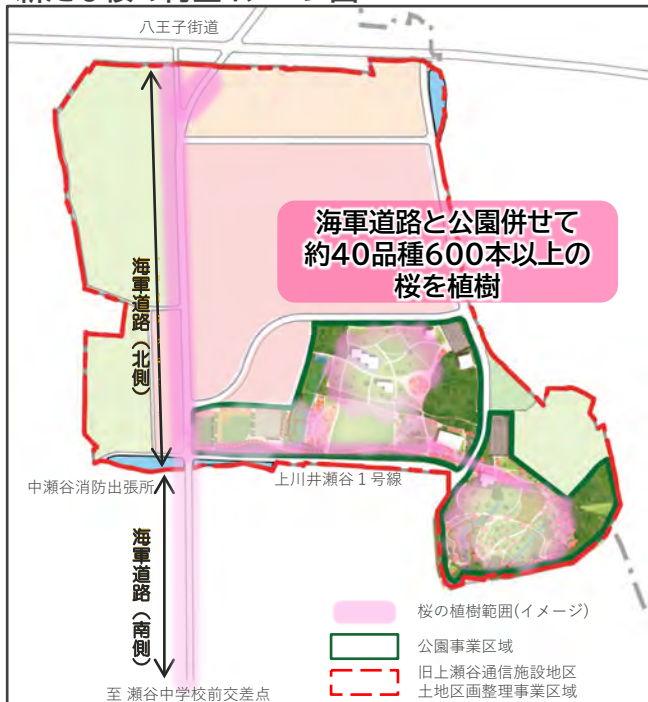 八王子街道
海軍道路と公園併せて
約40品種600本以上の
桜を植樹
海軍道路（北側）
中瀬谷消防出張所
上川井瀬谷１号線
海軍道路（南側）
至 瀬谷中学校前交差点
桜の植樹範囲(イメージ)
公園事業区域
旧上瀬谷通信施設地区
土地区画整理事業区域